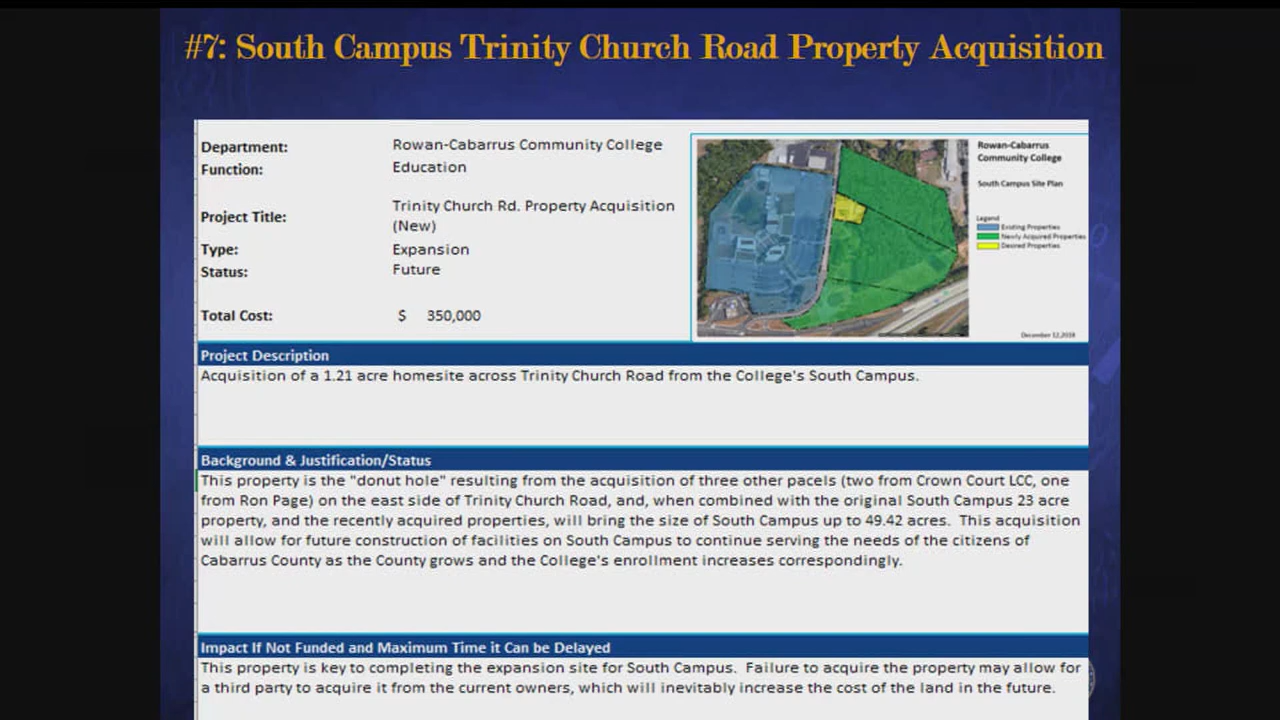 #7: South Campus Trinity Church Road Property Acquisition
Department: Rowan-Cabarrus Community College
Function: Education
Project Title: Trinity Church Rd. Property Acquisition
(New)
Type: Expansion
Status: Future
Total Cost: $ 350,000
Rowan-Cabarrus
Community College
South Campus Site Plan
Legend
Existing Properties
Newly Acquired Properties
Desired Properties
December 12,2018
Project Description
Acquisition of a 1.21 acre homesite across Trinity Church Road from the College's South Campus.
Background & Justification/Status
This property is the "donut hole" resulting from the acquisition of three other pacels (two from Crown Court LCC, one
from Ron Page) on the east side of Trinity Church Road, and, when combined with the original South Campus 23 acre
property, and the recently acquired properties, will bring the size of South Campus up to 49.42 acres. This acquisition
will allow for future construction of facilities on South Campus to continue serving the needs of the citizens of
Cabarrus County as the County grows and the College's enrollment increases correspondingly.
Impact If Not Funded and Maximum Time it Can be Delayed
This property is key to completing the expansion site for South Campus. Failure to acquire the property may allow for
a third party to acquire it from the current owners, which will inevitably increase the cost of the land in the future.